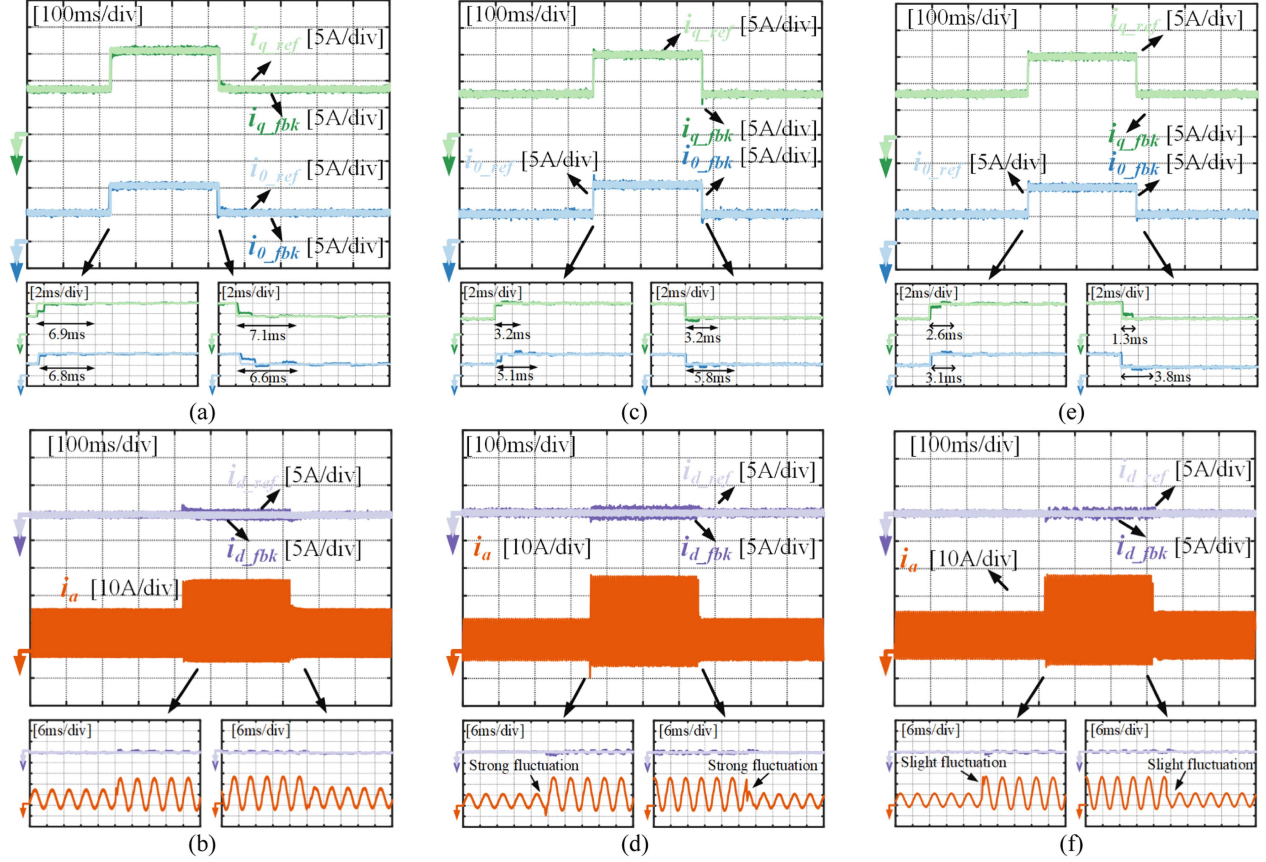 [100ms/div]
i_q_ref [5A/div]
i_q_fbk [5A/div]
i_0_ref [5A/div]
i_0_fbk [5A/div]
[2ms/div]
6.9ms
6.8ms
[2ms/div]
7.1ms
6.6ms
(a)
[100ms/div]
i_q_ref [5A/div]
i_q_fbk [5A/div]
i_0_ref [5A/div]
i_0_fbk [5A/div]
[2ms/div]
3.2ms
5.1ms
[2ms/div]
3.2ms
5.8ms
(c)
[100ms/div]
i_q_ref [5A/div]
i_q_fbk [5A/div]
i_0_ref [5A/div]
i_0_fbk [5A/div]
[2ms/div]
2.6ms
3.1ms
[2ms/div]
1.3ms
3.8ms
(e)
[100ms/div]
i_d_ref [5A/div]
i_d_fbk [5A/div]
i_a [10A/div]
[6ms/div]
[6ms/div]
(b)
[100ms/div]
i_d_ref [5A/div]
i_a [10A/div]
i_d_fbk [5A/div]
[6ms/div]
Strong fluctuation
[6ms/div]
Strong fluctuation
(d)
[100ms/div]
i_d_ref [5A/div]
i_a [10A/div]
i_d_fbk [5A/div]
[6ms/div]
Slight fluctuation
[6ms/div]
Slight fluctuation
(f)